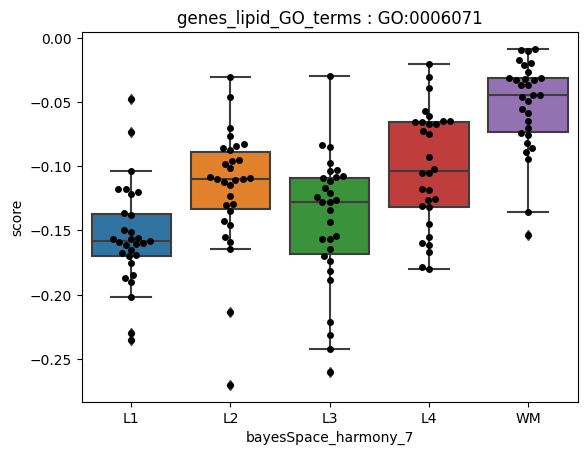 genes_lipid_GO_terms : GO:0006071
0.00
−0.05
−0.10
−0.15
−0.20
−0.25
score
L1 L2 L3 L4 WM
bayesSpace_harmony_7